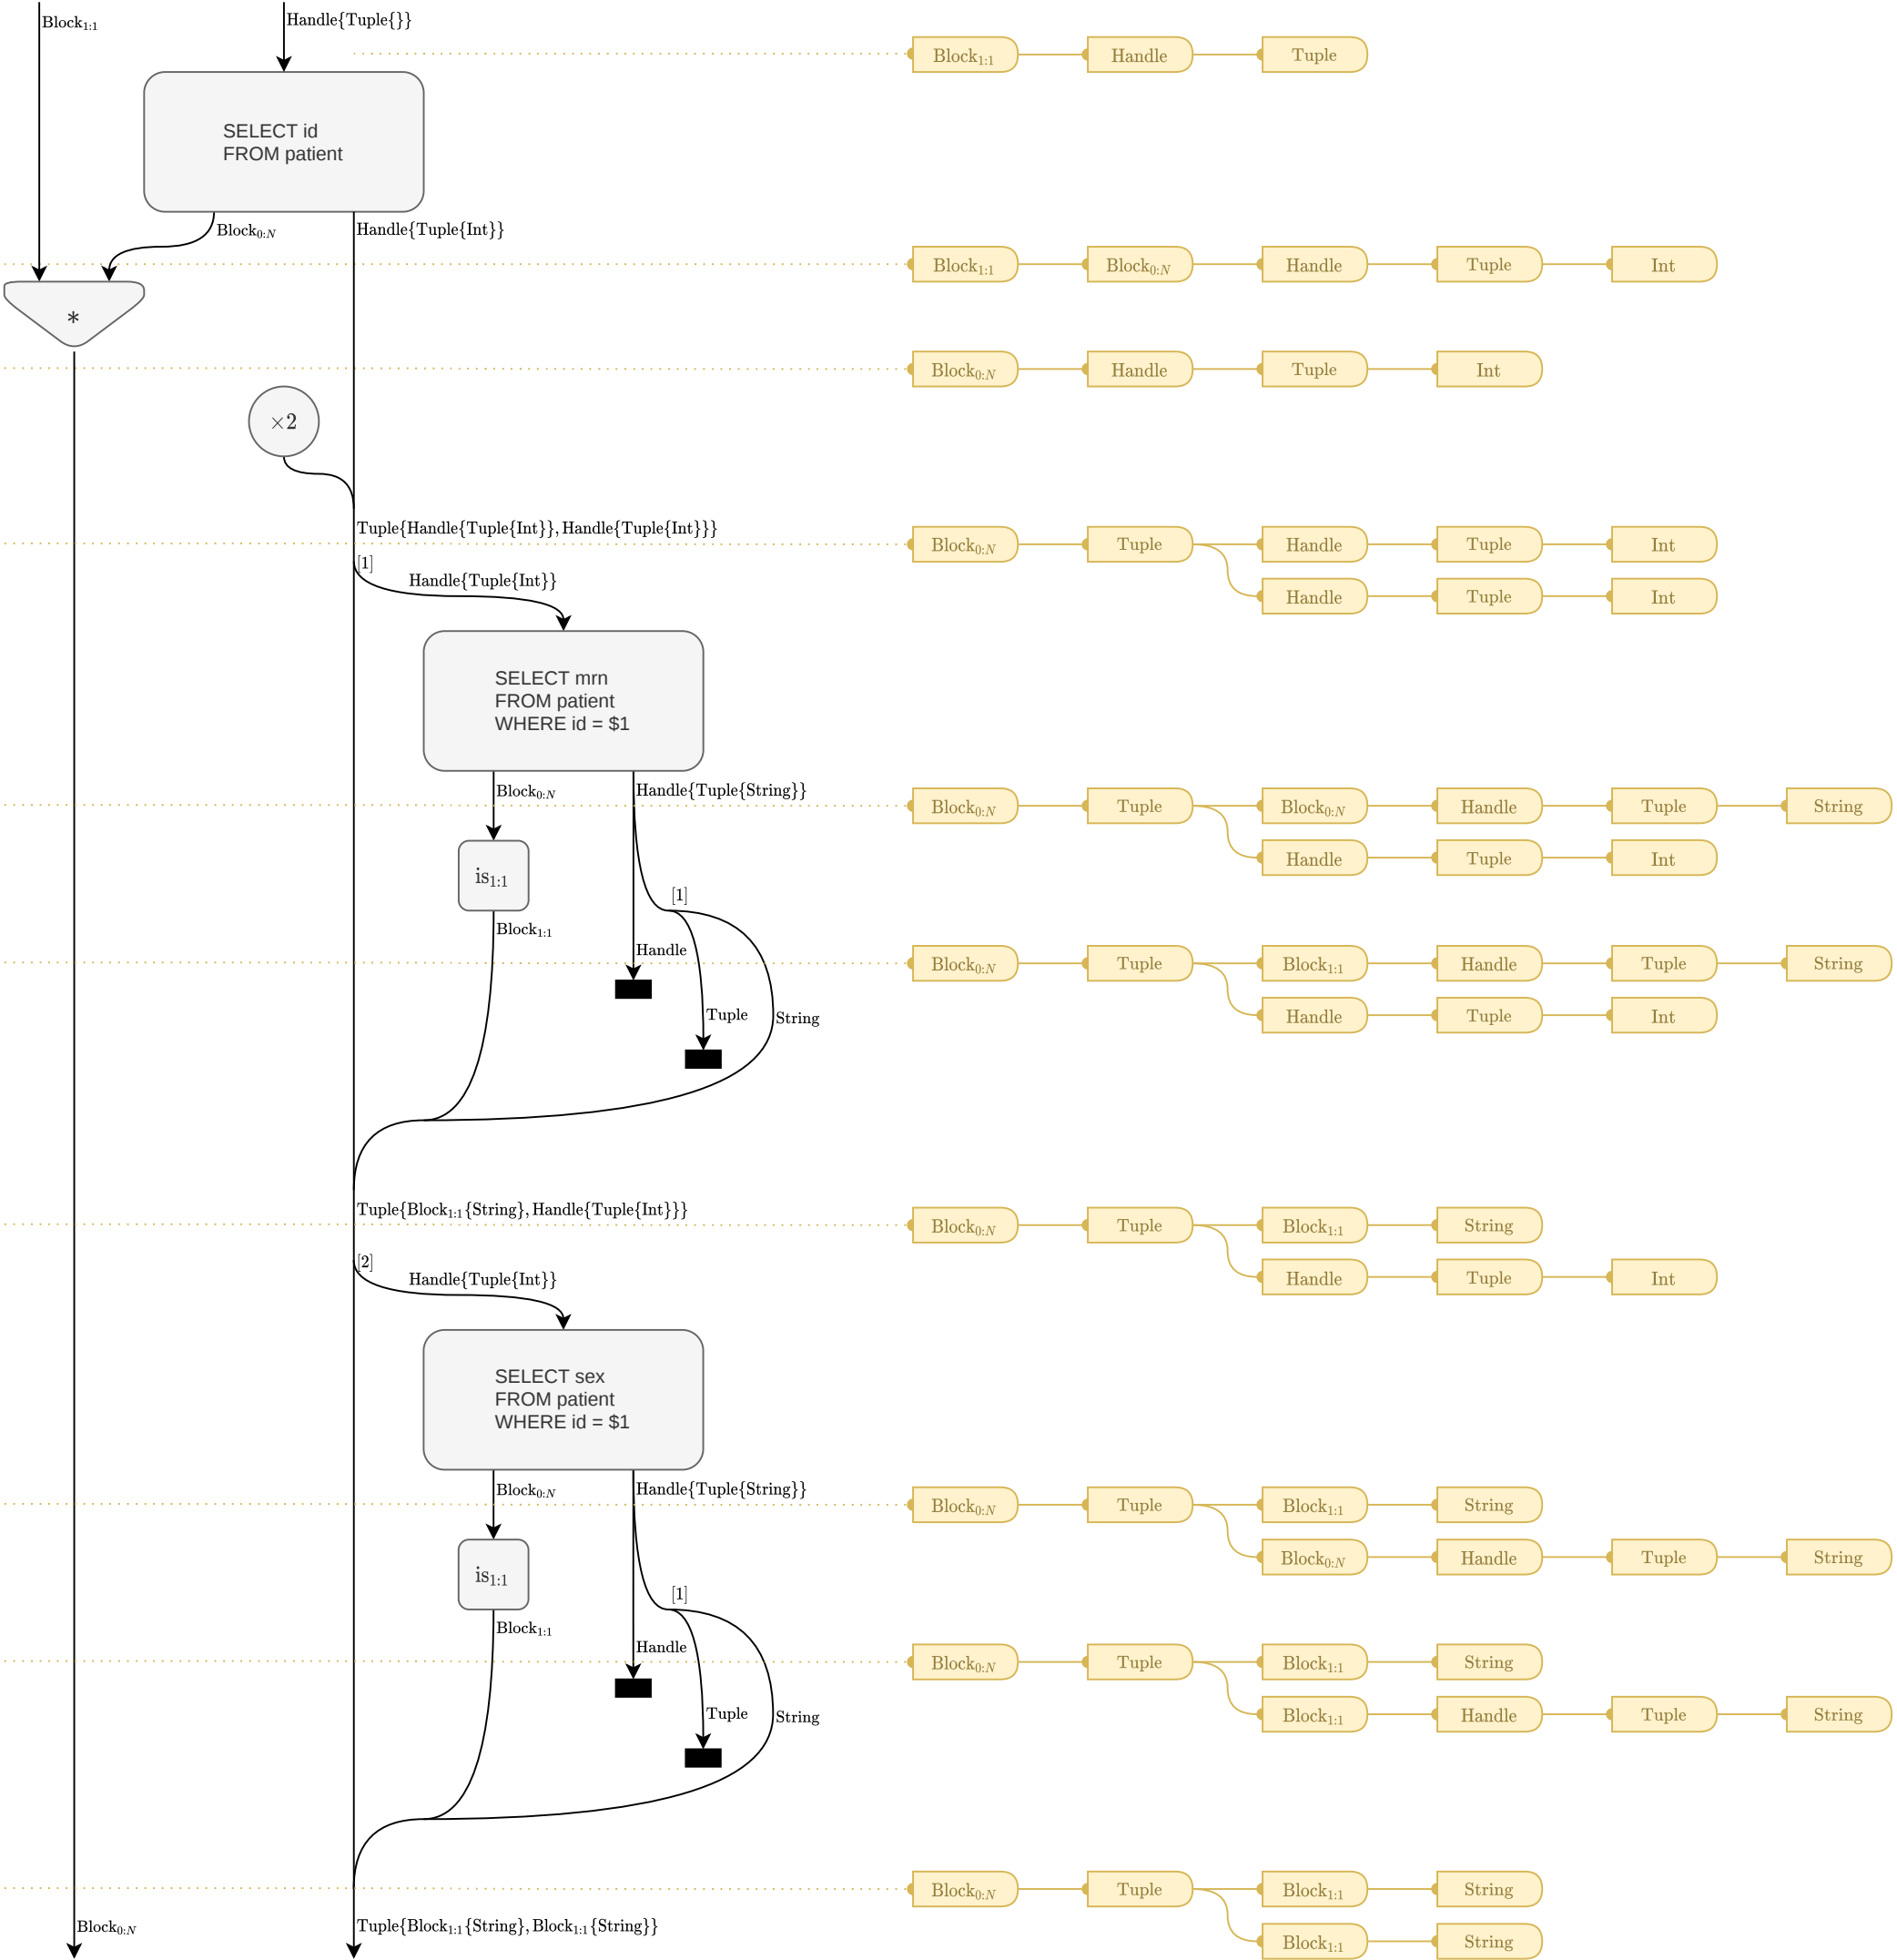 Block1:1
Handle{Tuple{}}
Block1:1 Handle Tuple
SELECT id
FROM patient
Block0:N
Handle{Tuple{Int}}
Block1:1 Block0:N Handle Tuple Int
*
Block0:N Handle Tuple Int
×2
Tuple{Handle{Tuple{Int}}, Handle{Tuple{Int}}}
Block0:N Tuple Handle Tuple Int
[1]
Handle{Tuple{Int}}
Handle Tuple Int
SELECT mrn
FROM patient
WHERE id = $1
Block0:N
Handle{Tuple{String}}
Block0:N Tuple Block0:N Handle Tuple String
Handle Tuple Int
is1:1
[1]
Block1:1
Handle
Block0:N Tuple Block1:1 Handle Tuple String
Tuple
String
Handle Tuple Int
Tuple{Block1:1{String}, Handle{Tuple{Int}}}
Block0:N Tuple Block1:1 String
[2]
Handle{Tuple{Int}}
Handle Tuple Int
SELECT sex
FROM patient
WHERE id = $1
Block0:N
Handle{Tuple{String}}
Block0:N Tuple Block1:1 String
Block0:N Handle Tuple String
is1:1
[1]
Block1:1
Handle
Block0:N Tuple Block1:1 String
Tuple
String
Block1:1 Handle Tuple String
Block0:N Tuple Block1:1 String
Block0:N
Tuple{Block1:1{String}, Block1:1{String}}
Block1:1 String